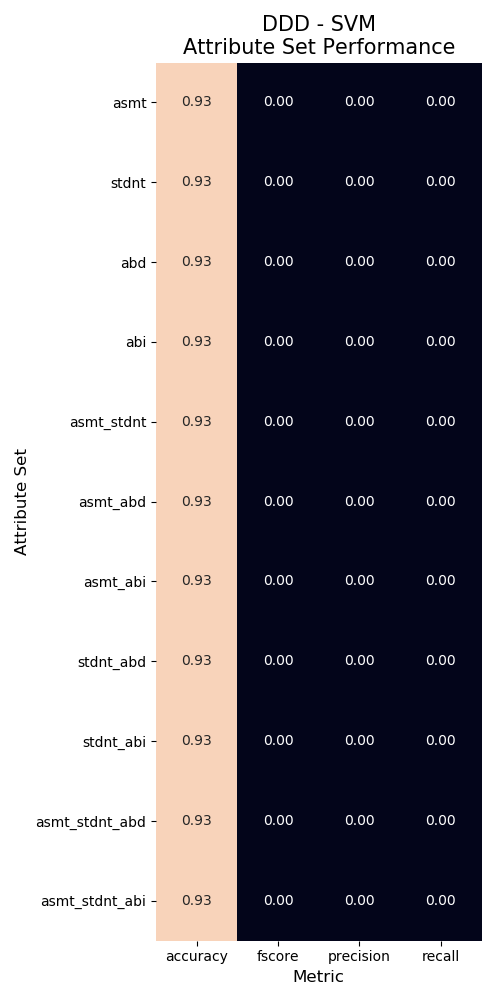 DDD - SVM
Attribute Set Performance
asmt 0.93 0.00 0.00 0.00
stdnt 0.93 0.00 0.00 0.00
abd 0.93 0.00 0.00 0.00
abi 0.93 0.00 0.00 0.00
asmt_stdnt 0.93 0.00 0.00 0.00
asmt_abd 0.93 0.00 0.00 0.00
asmt_abi 0.93 0.00 0.00 0.00
stdnt_abd 0.93 0.00 0.00 0.00
stdnt_abi 0.93 0.00 0.00 0.00
asmt_stdnt_abd 0.93 0.00 0.00 0.00
asmt_stdnt_abi 0.93 0.00 0.00 0.00
Attribute Set
accuracy fscore precision recall
Metric